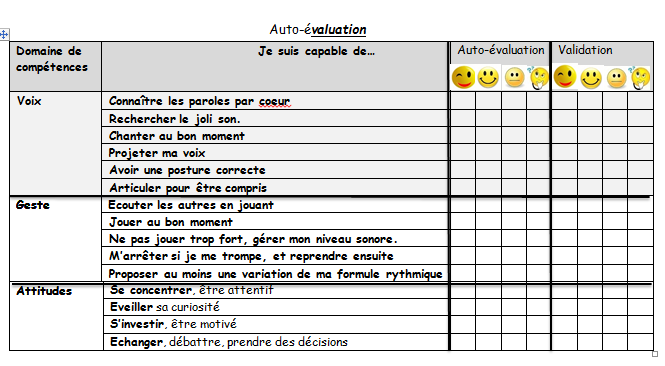 Auto-évaluation
Domaine de compétences
Je suis capable de…
Auto-évaluation
Validation
Voix
Connaître les paroles par coeur
Rechercher le joli son.
Chanter au bon moment
Projeter ma voix
Avoir une posture correcte
Articuler pour être compris
Geste
Ecouter les autres en jouant
Jouer au bon moment
Ne pas jouer trop fort, gérer mon niveau sonore.
M’arrêter si je me trompe, et reprendre ensuite
Proposer au moins une variation de ma formule rythmique
Attitudes
Se concentrer, être attentif
Eveiller sa curiosité
S’investir, être motivé
Echanger, débattre, prendre des décisions